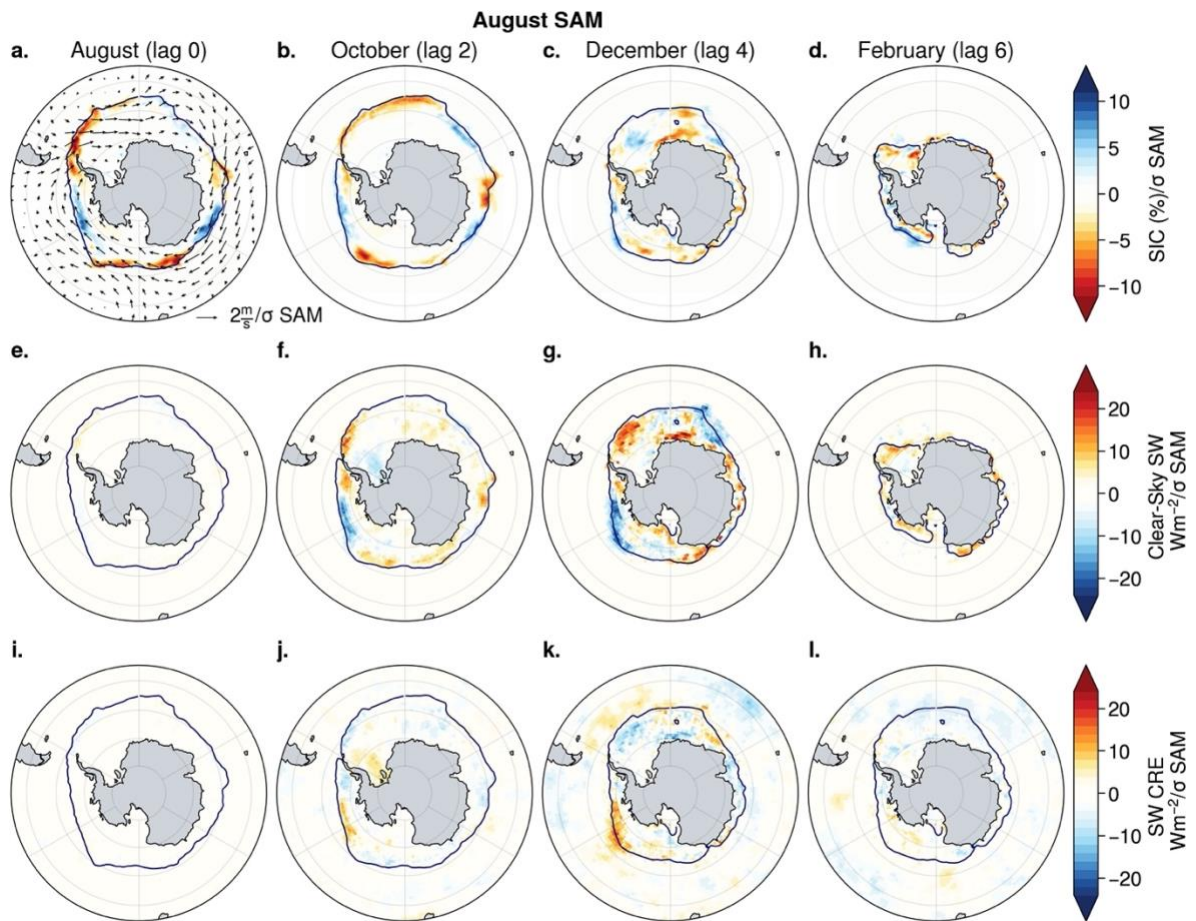 August SAM
a. August (lag 0)
b. October (lag 2)
c. December (lag 4)
d. February (lag 6)
10
5
0
−5
−10
SIC (%)/σ SAM
2 m/s /σ SAM
e.
f.
g.
h.
20
10
0
−10
−20
Clear-Sky SW
Wm⁻²/σ SAM
i.
j.
k.
l.
20
10
0
−10
−20
SW CRE
Wm⁻²/σ SAM